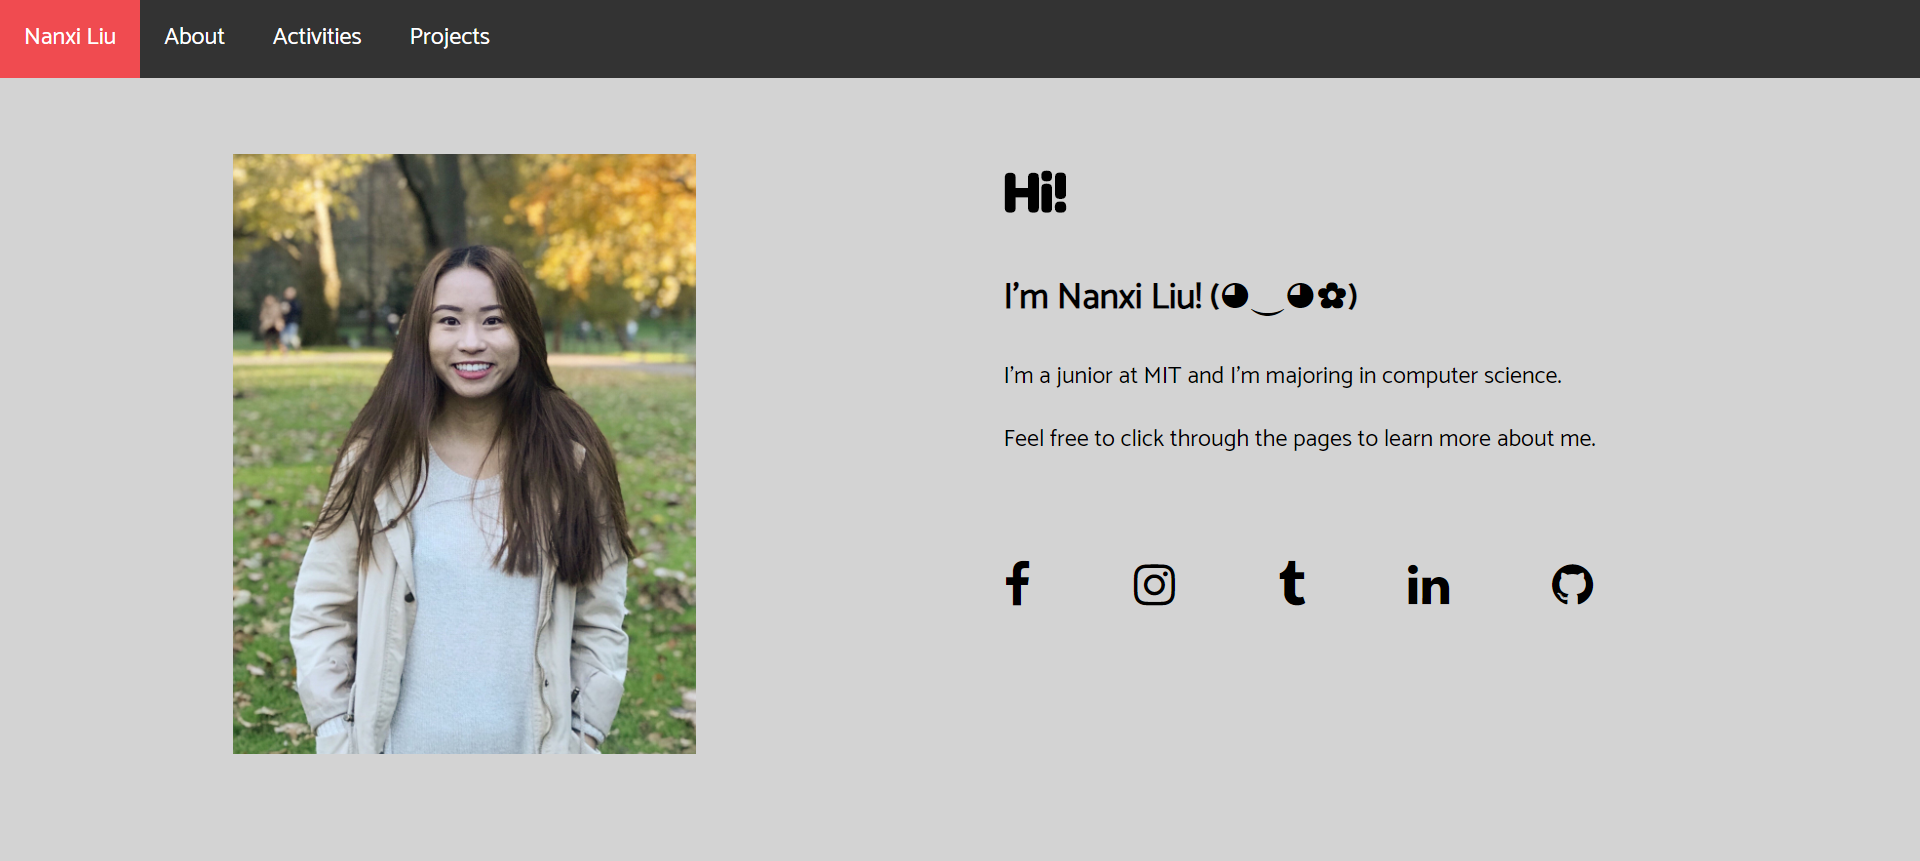 Nanxi Liu About Activities Projects
Hi!
I'm Nanxi Liu! (◕‿◕✿)
I'm a junior at MIT and I'm majoring in computer science.
Feel free to click through the pages to learn more about me.